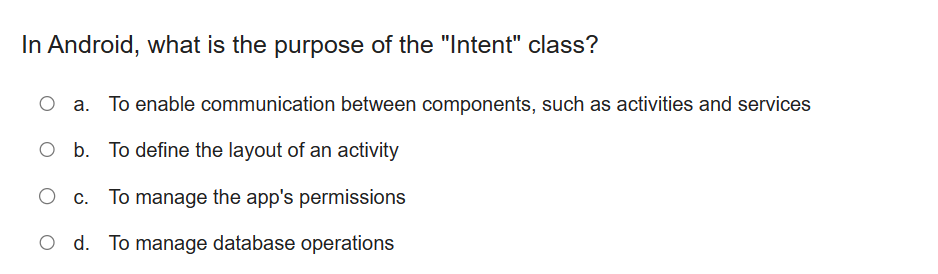 In Android, what is the purpose of the "Intent" class?
a. To enable communication between components, such as activities and services
b. To define the layout of an activity
c. To manage the app's permissions
d. To manage database operations